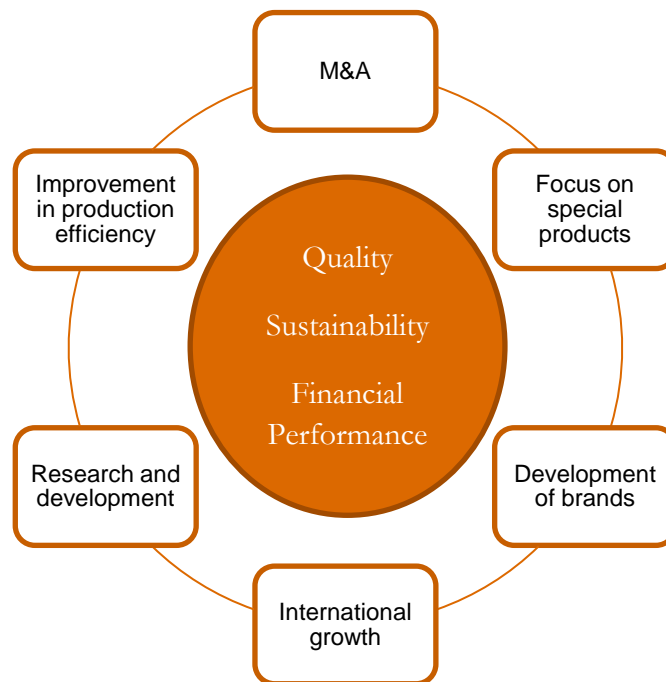 M&A
Focus on
special
products
Development
of brands
International
growth
Research and
development
Improvement
in production
efficiency
Quality
Sustainability
Financial
Performance